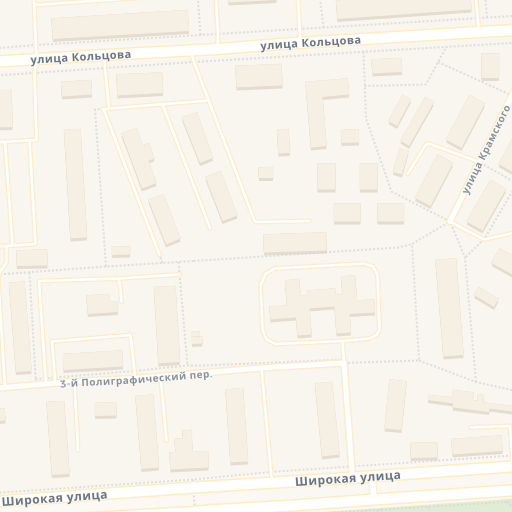 улица Кольцова
улица Кольцова
улица Крамского
3-й Полиграфический пер.
Широкая улица
Широкая улица